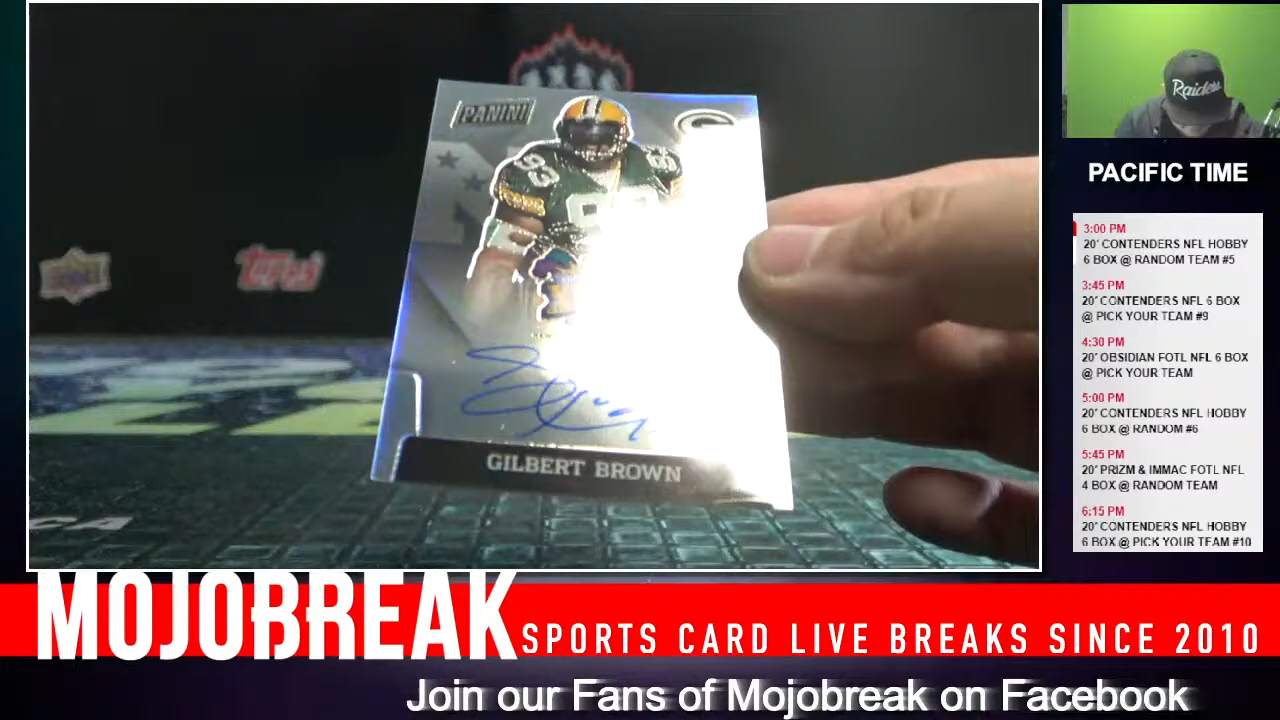 PANINI
93
GILBERT BROWN
topps
CA
Raiders
PACIFIC TIME
3:00 PM
20' CONTENDERS NFL HOBBY
6 BOX @ RANDOM TEAM #5
3:45 PM
20' CONTENDERS NFL 6 BOX
@ PICK YOUR TEAM #9
4:30 PM
20' OBSIDIAN FOTL NFL 6 BOX
@ PICK YOUR TEAM
5:00 PM
20' CONTENDERS NFL HOBBY
6 BOX @ RANDOM #6
5:45 PM
20' PRIZM & IMMAC FOTL NFL
4 BOX @ RANDOM TEAM
6:15 PM
20' CONTENDERS NFL HOBBY
6 BOX @ PICK YOUR TEAM #10
MOJOBREAK
SPORTS CARD LIVE BREAKS SINCE 2010
Join our Fans of Mojobreak on Facebook